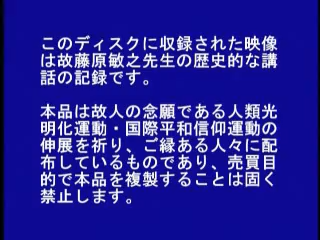 このディスクに収録された映像
は故藤原敏之先生の歴史的な講
話の記録です。
本品は故人の念願である人類光
明化運動・国際平和信仰運動の
伸展を祈り、ご縁ある人々に配
布しているものであり、売買目
的で本品を複製することは固く
禁止します。